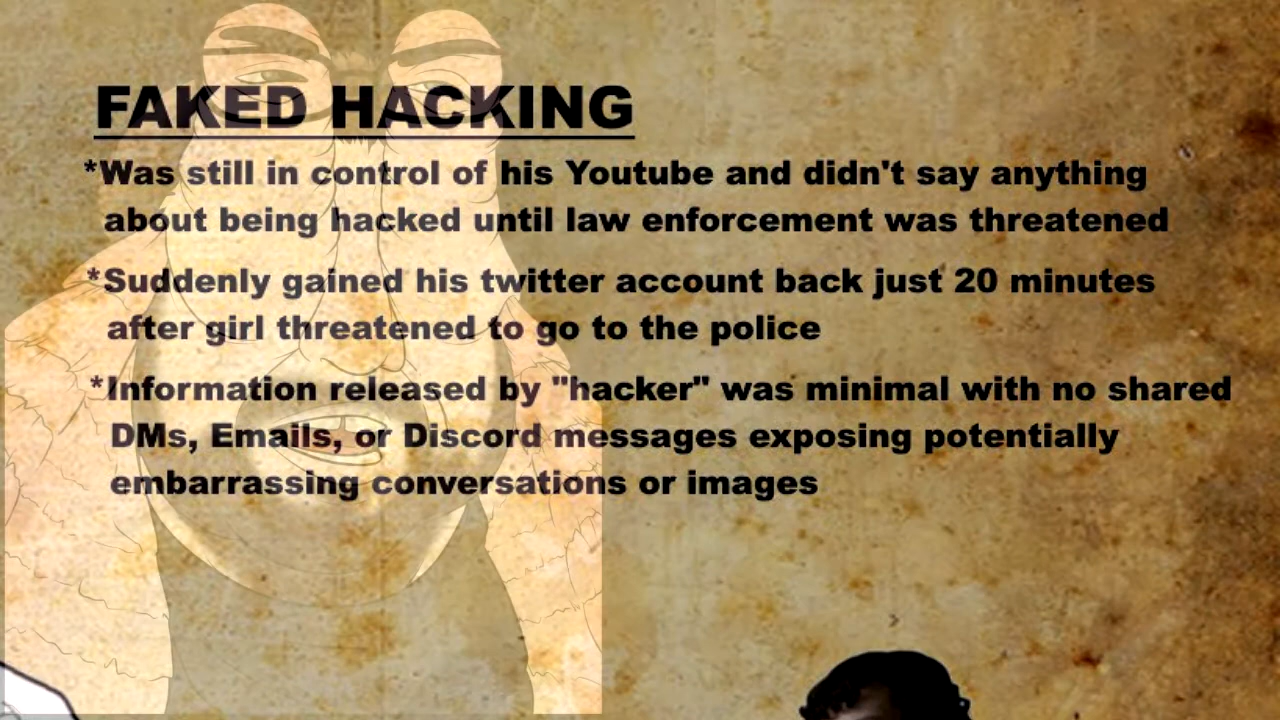 FAKED HACKING
*Was still in control of his Youtube and didn't say anything
about being hacked until law enforcement was threatened
*Suddenly gained his twitter account back just 20 minutes
after girl threatened to go to the police
*Information released by "hacker" was minimal with no shared
DMs, Emails, or Discord messages exposing potentially
embarrassing conversations or images